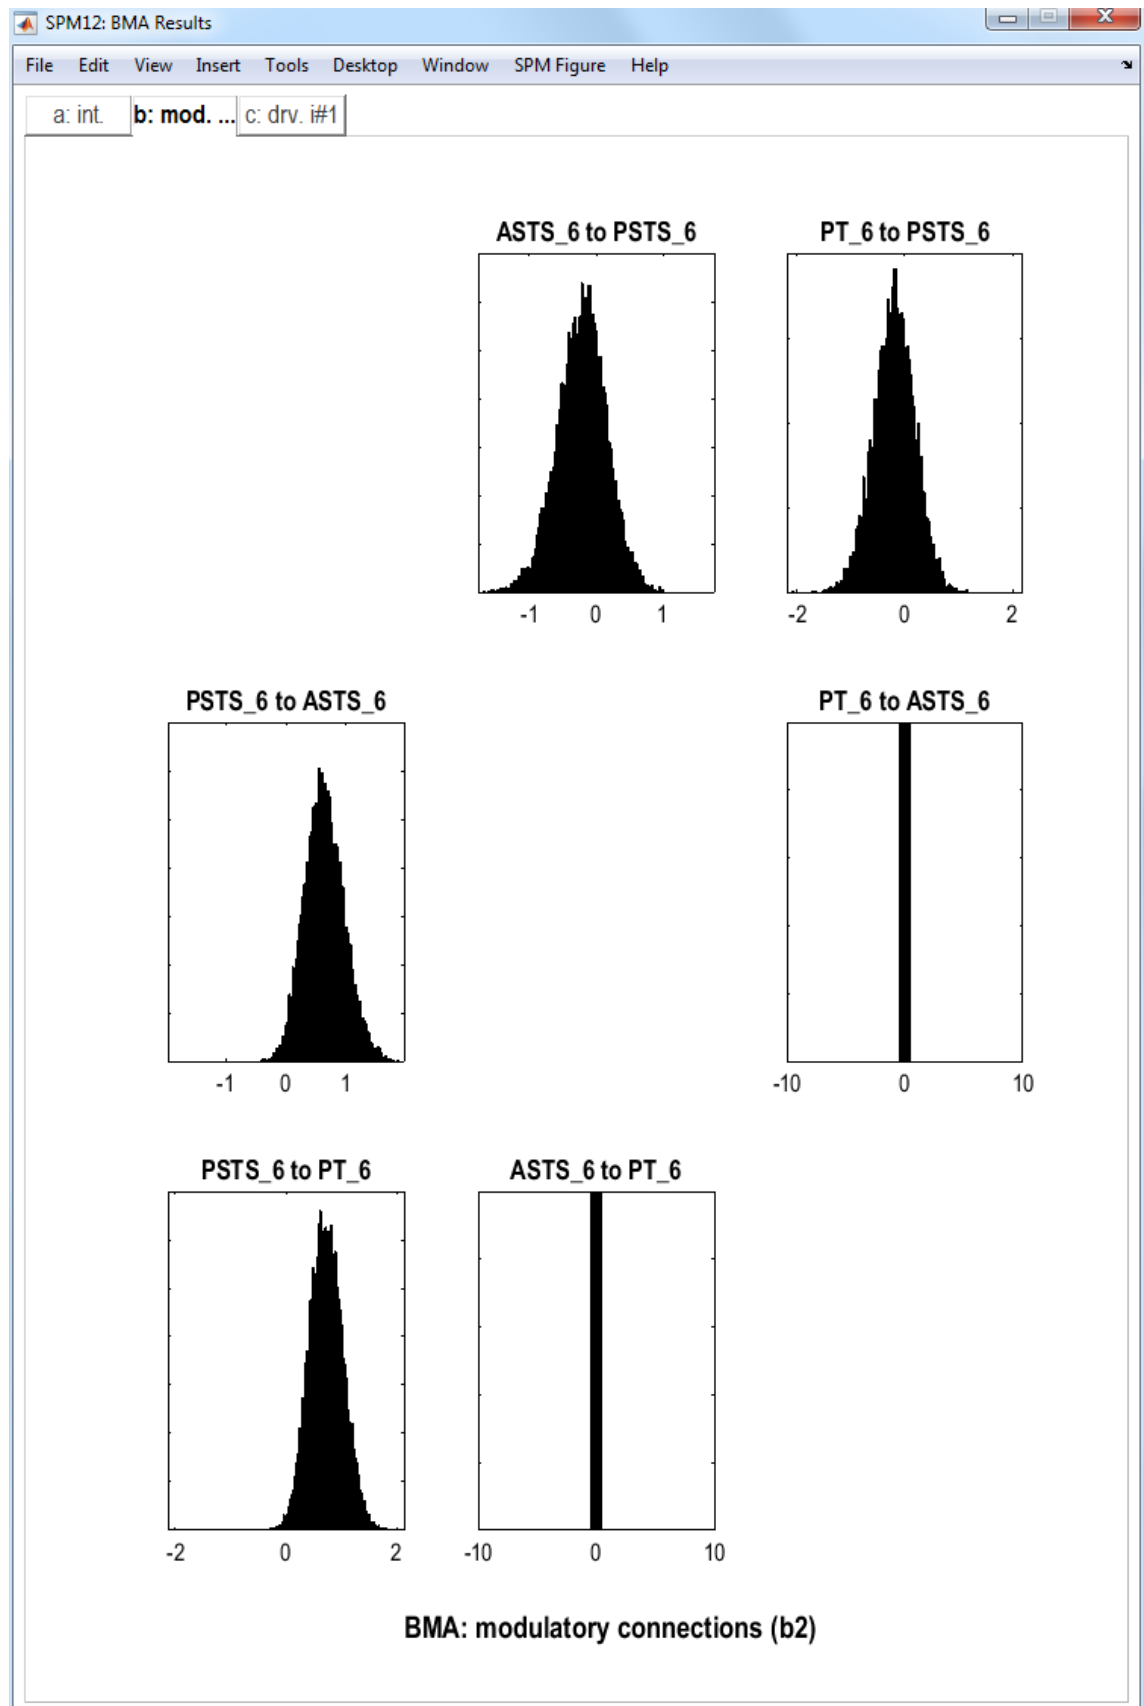 SPM12: BMA Results
File Edit View Insert Tools Desktop Window SPM Figure Help
a: int. b: mod. ... c: drv. i#1
ASTS_6 to PSTS_6 PT_6 to PSTS_6
-1 0 1 -2 0 2
PSTS_6 to ASTS_6 PT_6 to ASTS_6
-1 0 1 -10 0 10
PSTS_6 to PT_6 ASTS_6 to PT_6
-2 0 2 -10 0 10
BMA: modulatory connections (b2)